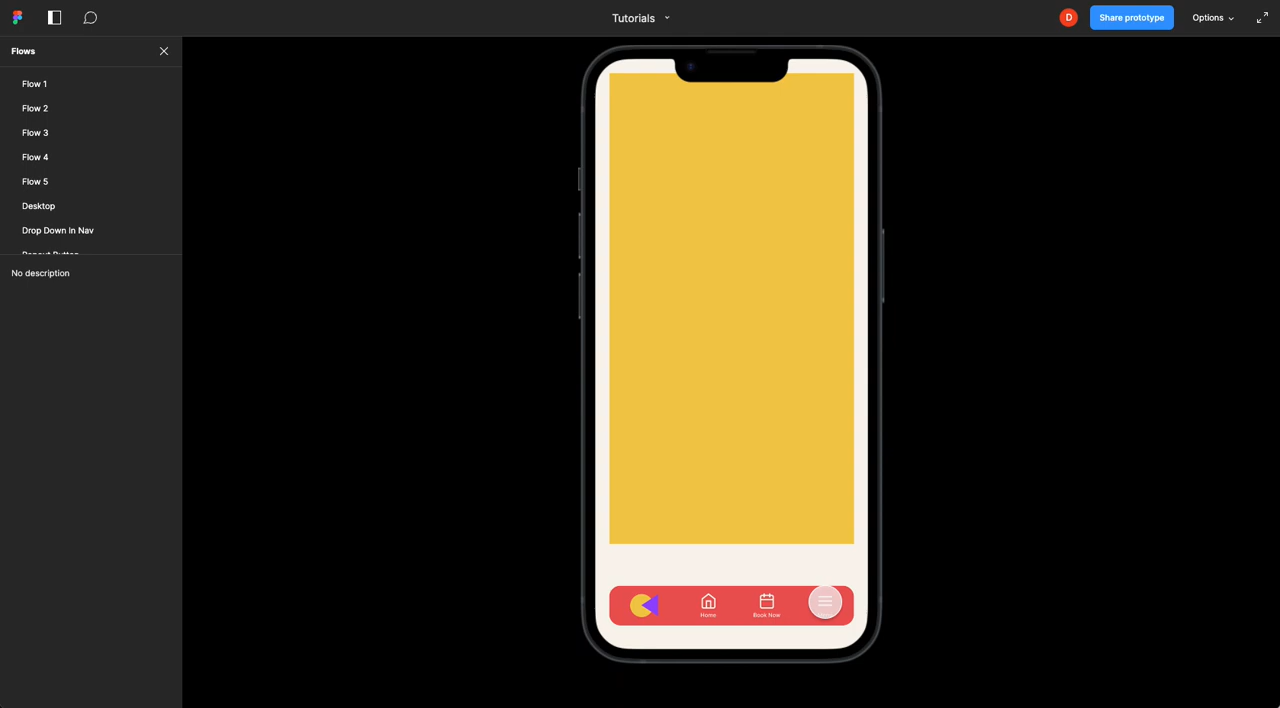 Tutorials
D
Share prototype
Options
Flows
Flow 1
Flow 2
Flow 3
Flow 4
Flow 5
Desktop
Drop Down In Nav
No description
Home
Book Now